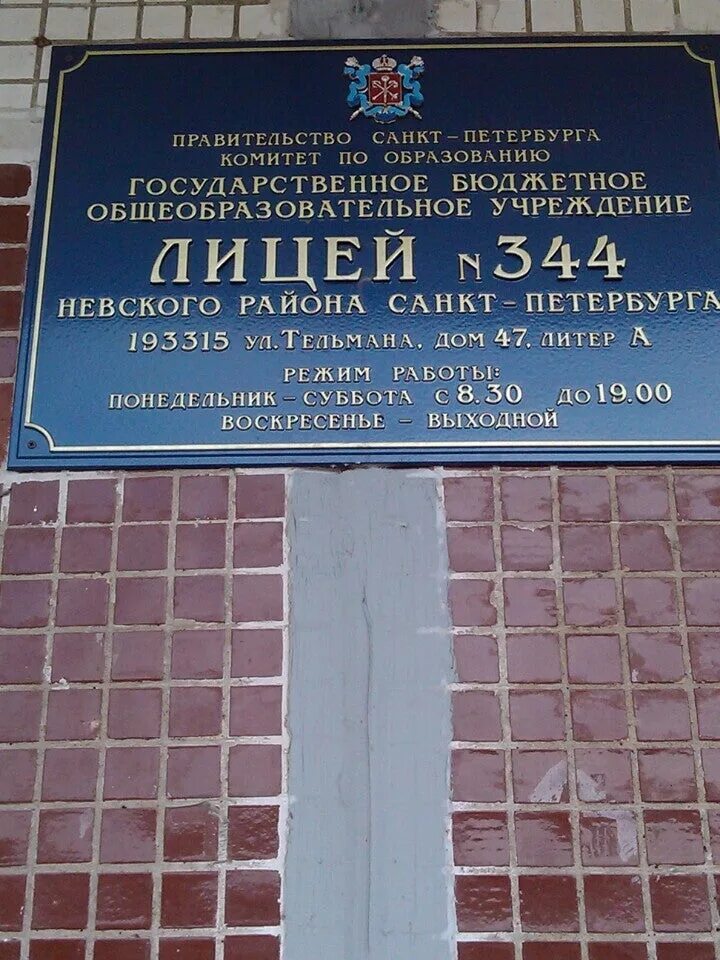 ПРАВИТЕЛЬСТВО САНКТ-ПЕТЕРБУРГА
КОМИТЕТ ПО ОБРАЗОВАНИЮ
ГОСУДАРСТВЕННОЕ БЮДЖЕТНОЕ
ОБЩЕОБРАЗОВАТЕЛЬНОЕ УЧРЕЖДЕНИЕ
ЛИЦЕЙ N 344
НЕВСКОГО РАЙОНА САНКТ-ПЕТЕРБУРГА
193315 УЛ. ТЕЛЬМАНА, ДОМ 47, ЛИТЕР А
РЕЖИМ РАБОТЫ:
ПОНЕДЕЛЬНИК - СУББОТА С 8.30 ДО 19.00
ВОСКРЕСЕНЬЕ - ВЫХОДНОЙ